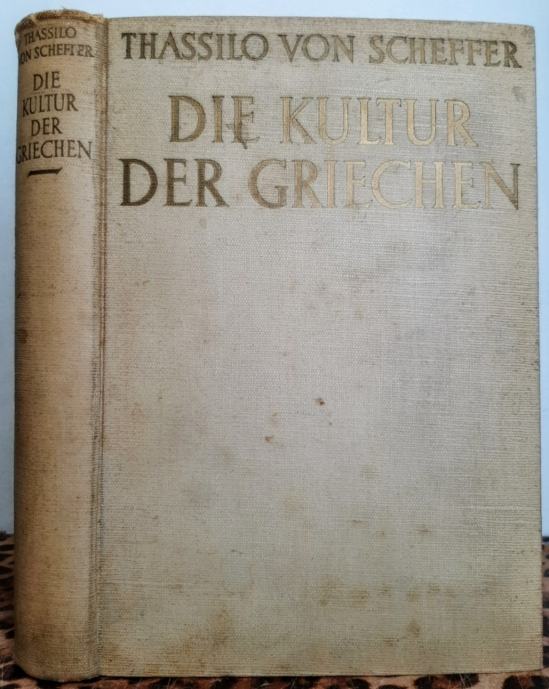 THASSILO
VON SCHEFFER
DIE
KULTUR
DER
GRIECHEN
THASSILO VON SCHEFFER
DIE KULTUR
DER GRIECHEN